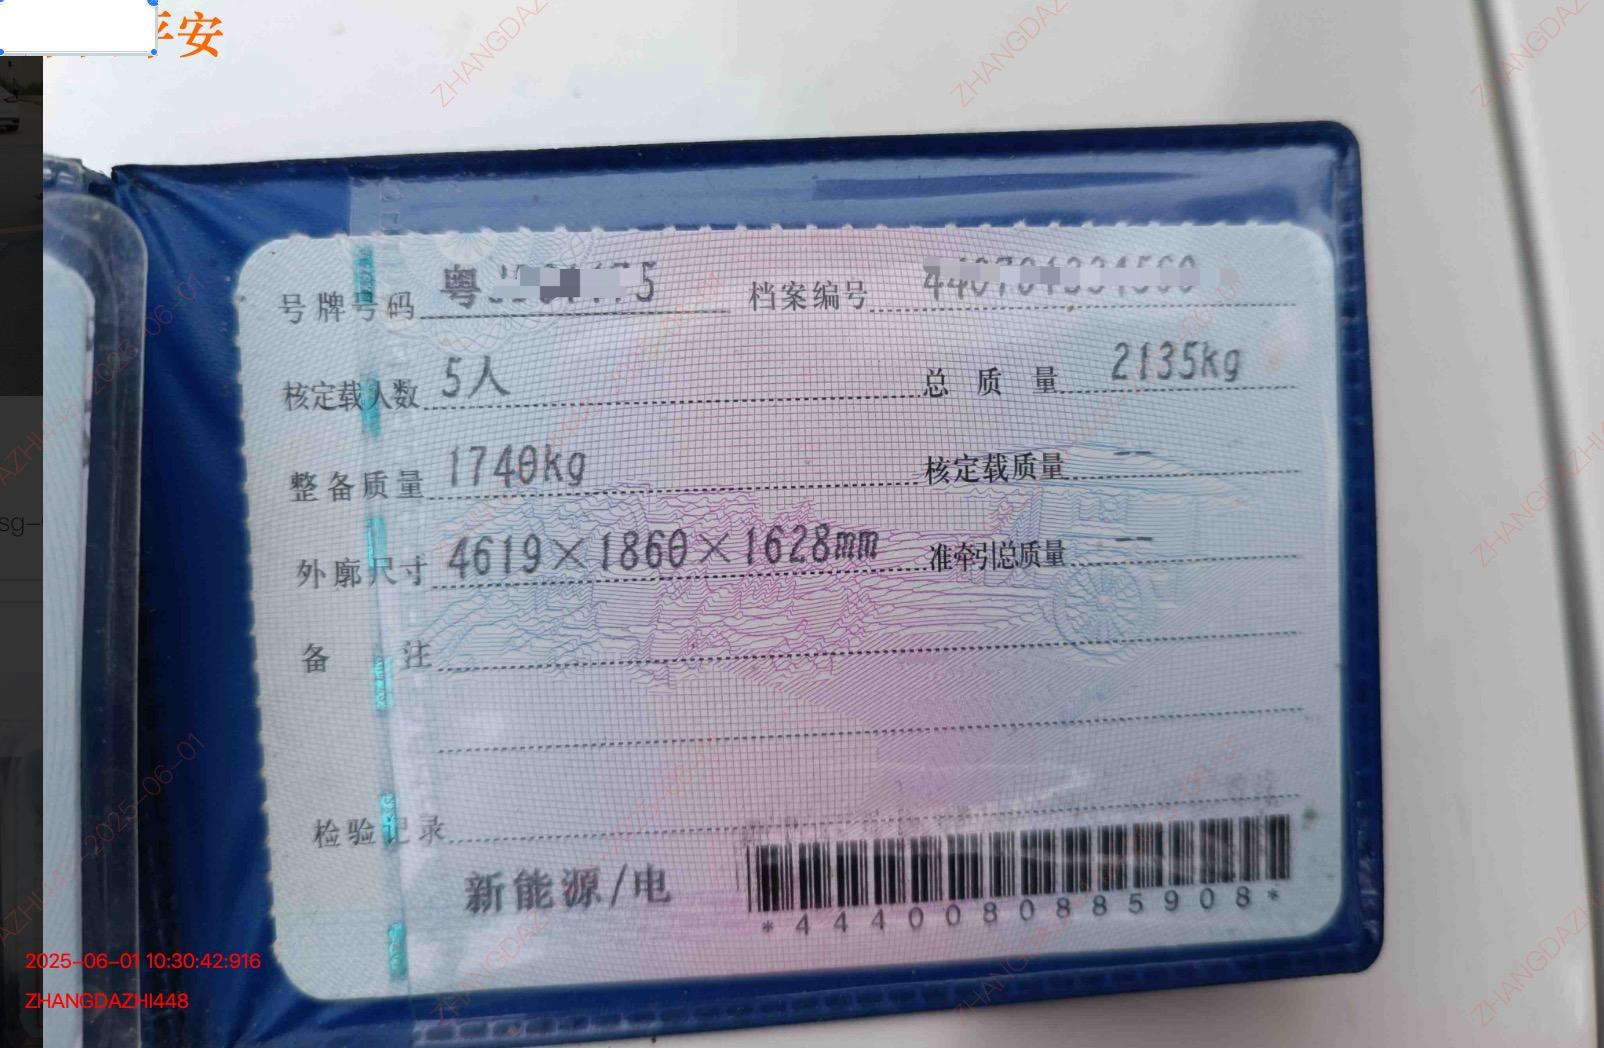 安
号牌号码 粤 5 档案编号
核定载人数 5人 总质量 2135kg
整备质量 1740kg 核定载质量 --
外廓尺寸 4619×1860×1628mm 准牵引总质量 --
备注
检验记录
新能源/电
*4440080885908*
2025-06-01 10:30:42:916
ZHANGDAZHI448